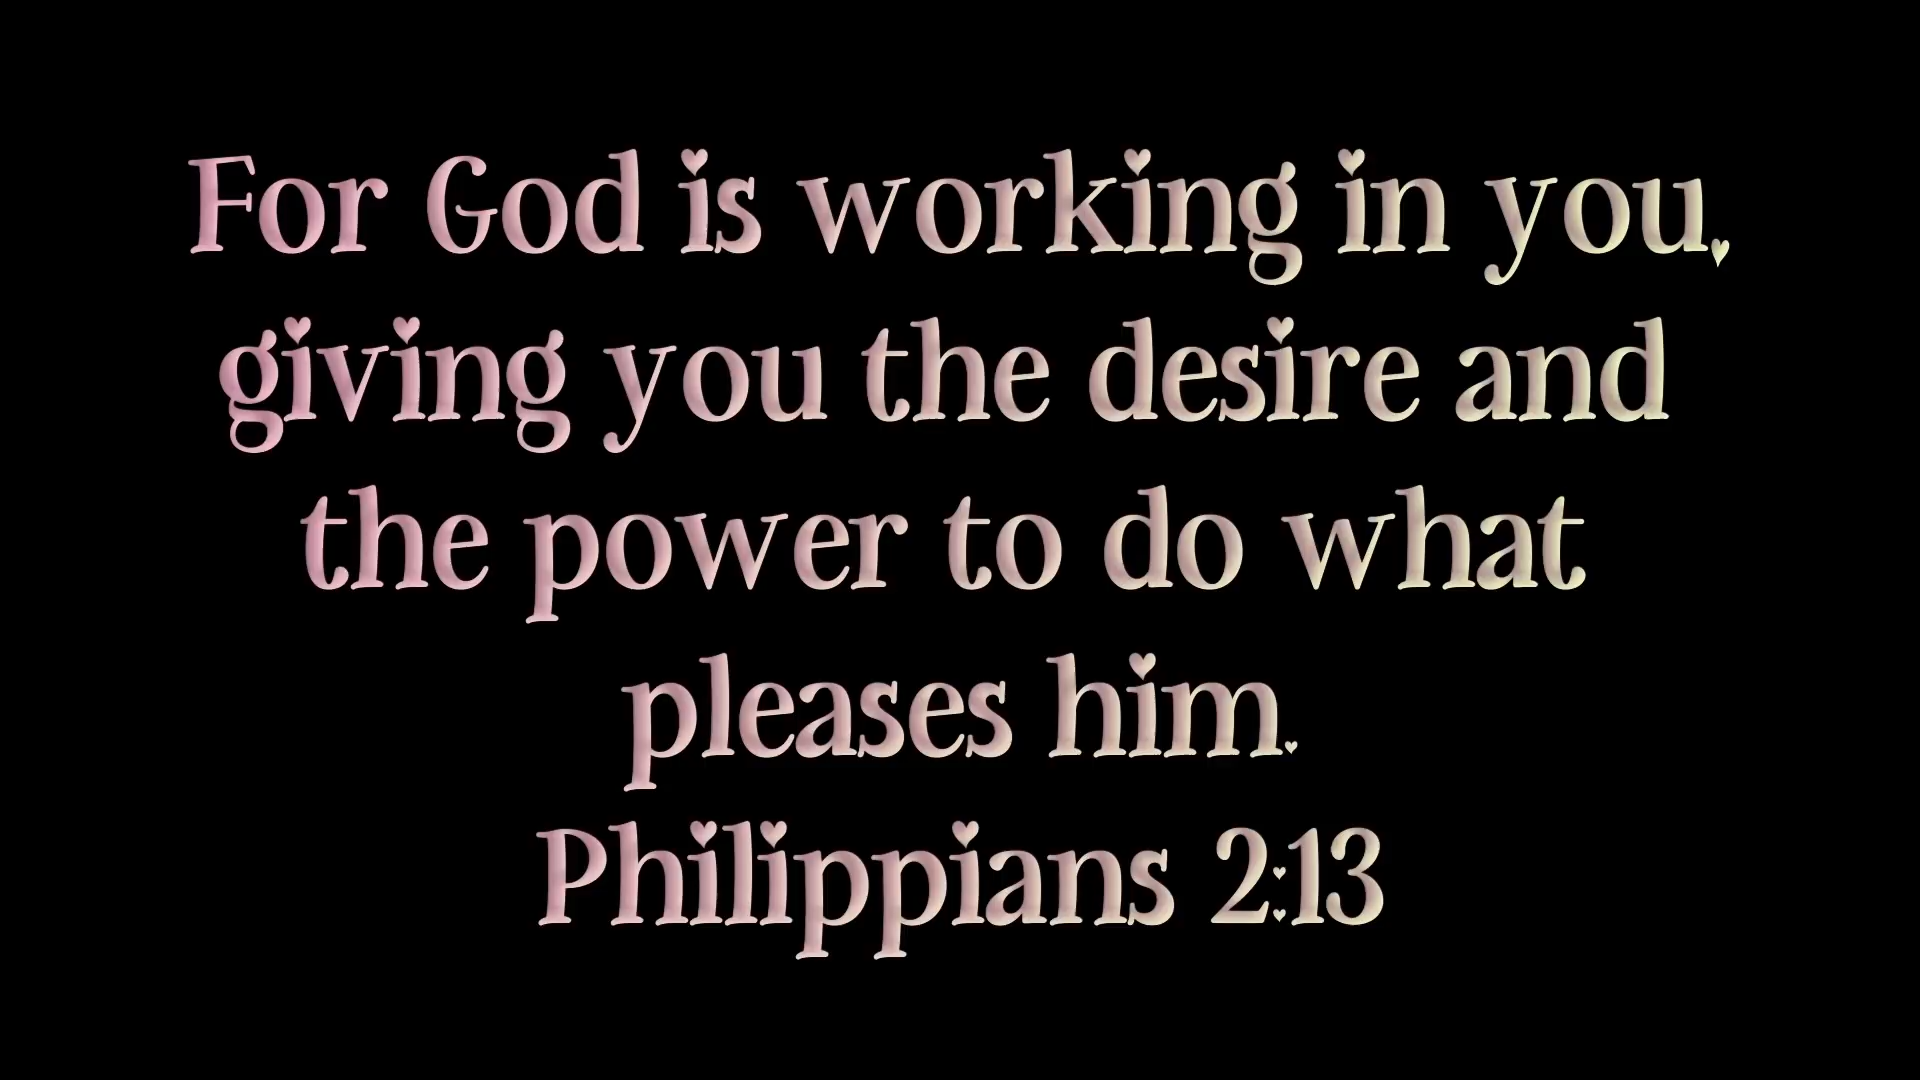 For God is working in you,
giving you the desire and
the power to do what
pleases him.
Philippians 2:13